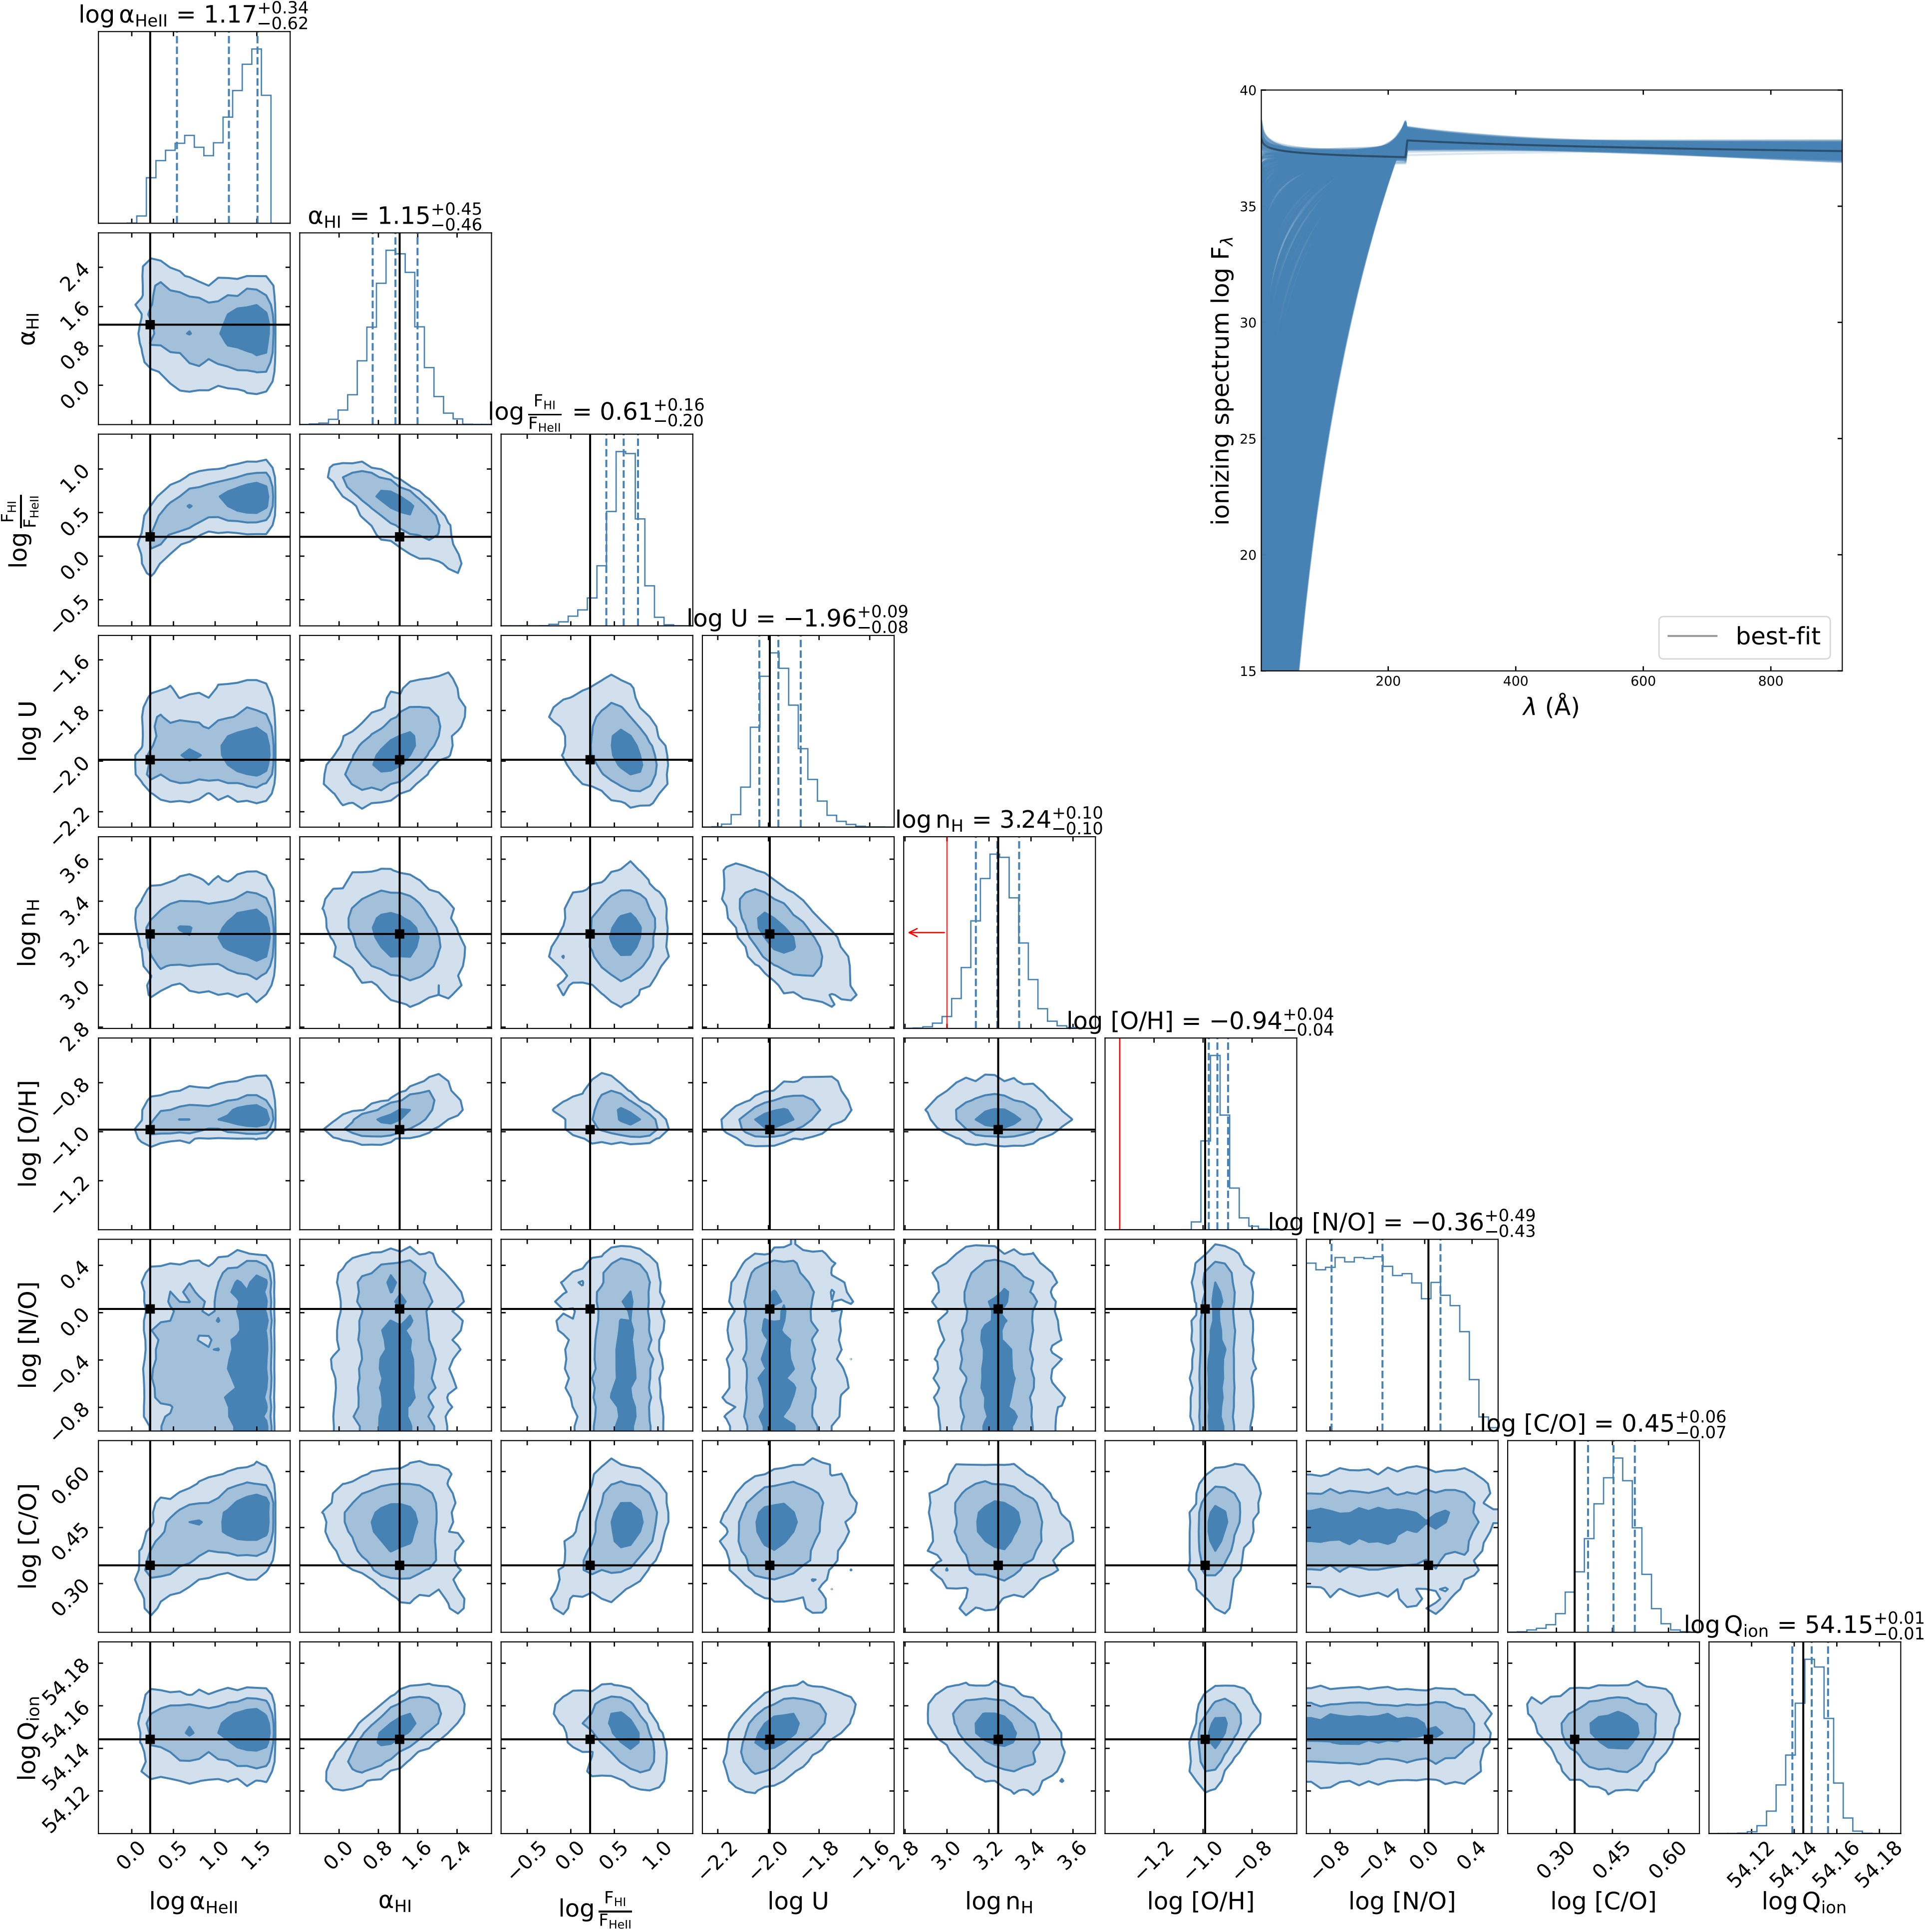 log α_HeII = 1.17^{+0.34}_{−0.62}
α_HI = 1.15^{+0.45}_{−0.46}
log F_HI/F_HeII = 0.61^{+0.16}_{−0.20}
log U = −1.96^{+0.09}_{−0.08}
log n_H = 3.24^{+0.10}_{−0.10}
log [O/H] = −0.94^{+0.04}_{−0.04}
log [N/O] = −0.36^{+0.49}_{−0.43}
log [C/O] = 0.45^{+0.06}_{−0.07}
log Q_ion = 54.15^{+0.01}_{−0.01}
40
35
30
25
20
15
ionizing spectrum log F_λ
best-fit
200 400 600 800
λ (Å)
α_HI
2.4
1.6
0.8
0.0
log F_HI/F_HeII
1.0
0.5
0.0
−0.5
log U
−1.6
−1.8
−2.0
−2.2
log n_H
3.6
3.4
3.2
3.0
2.8
log [O/H]
−0.8
−1.0
−1.2
log [N/O]
0.4
0.0
−0.4
−0.8
log [C/O]
0.60
0.45
0.30
log Q_ion
54.18
54.16
54.14
54.12
0.0 0.5 1.0 1.5
0.0 0.8 1.6 2.4
−0.5 0.0 0.5 1.0
−2.2 −2.0 −1.8 −1.6
2.8 3.0 3.2 3.4 3.6
−1.2 −1.0 −0.8
−0.8 −0.4 0.0 0.4
0.30 0.45 0.60
54.12 54.14 54.16 54.18
log α_HeII
α_HI
log F_HI/F_HeII
log U
log n_H
log [O/H]
log [N/O]
log [C/O]
log Q_ion